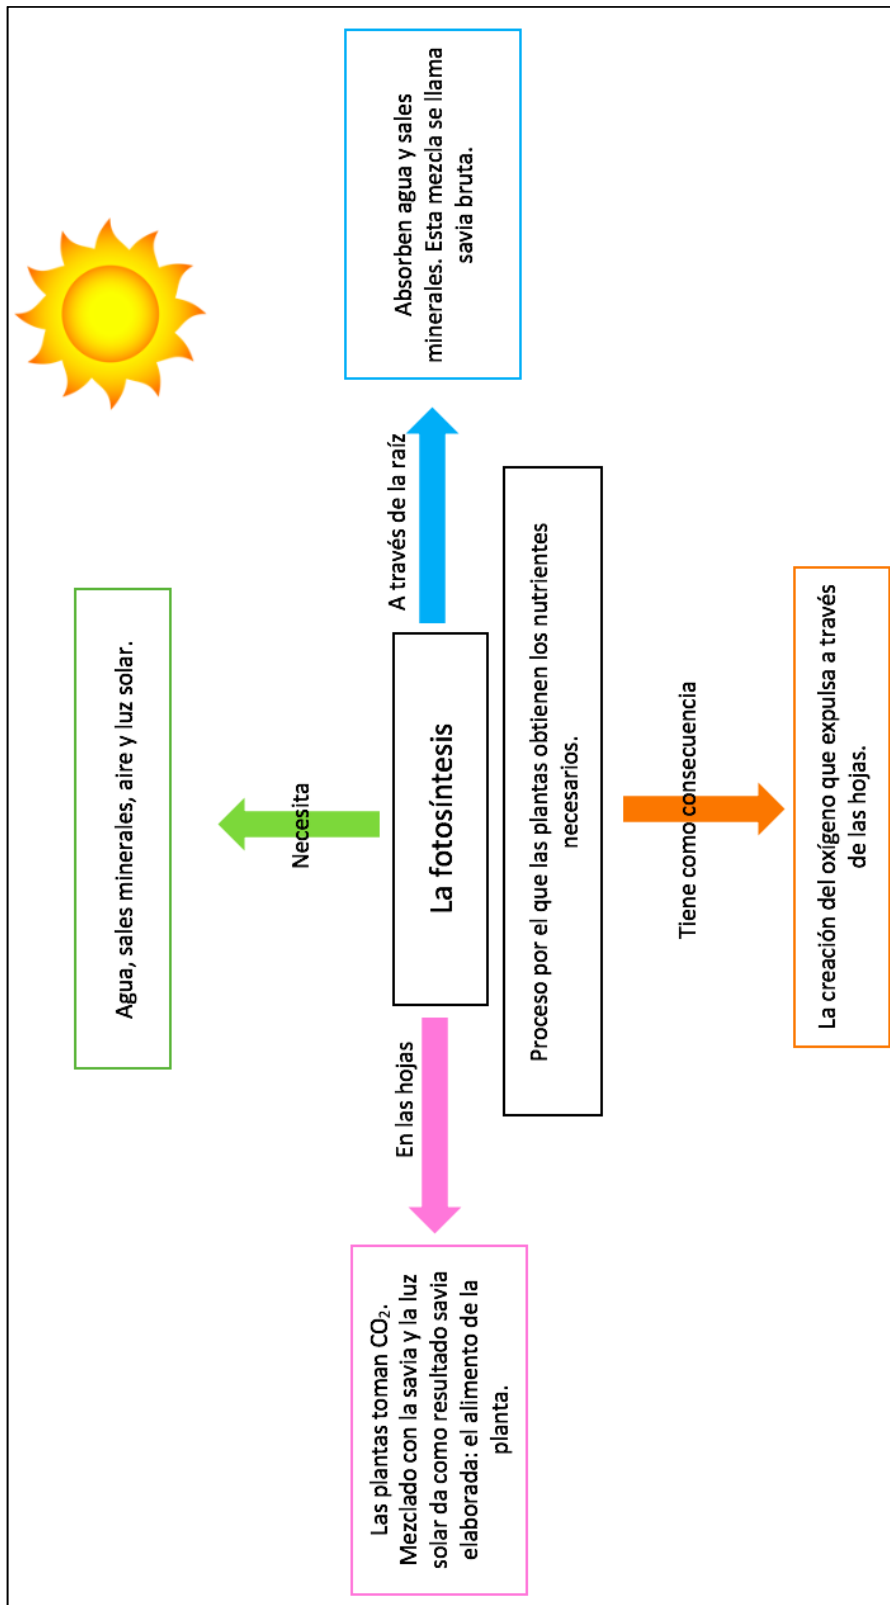 Agua, sales minerales, aire y luz solar.
Necesita
Las plantas toman CO₂.
Mezclado con la savia y la luz
solar da como resultado savia
elaborada: el alimento de la
planta.
En las hojas
La fotosíntesis
A través de la raíz
Absorben agua y sales
minerales. Esta mezcla se llama
savia bruta.
Proceso por el que las plantas obtienen los nutrientes
necesarios.
Tiene como consecuencia
La creación del oxígeno que expulsa a través
de las hojas.